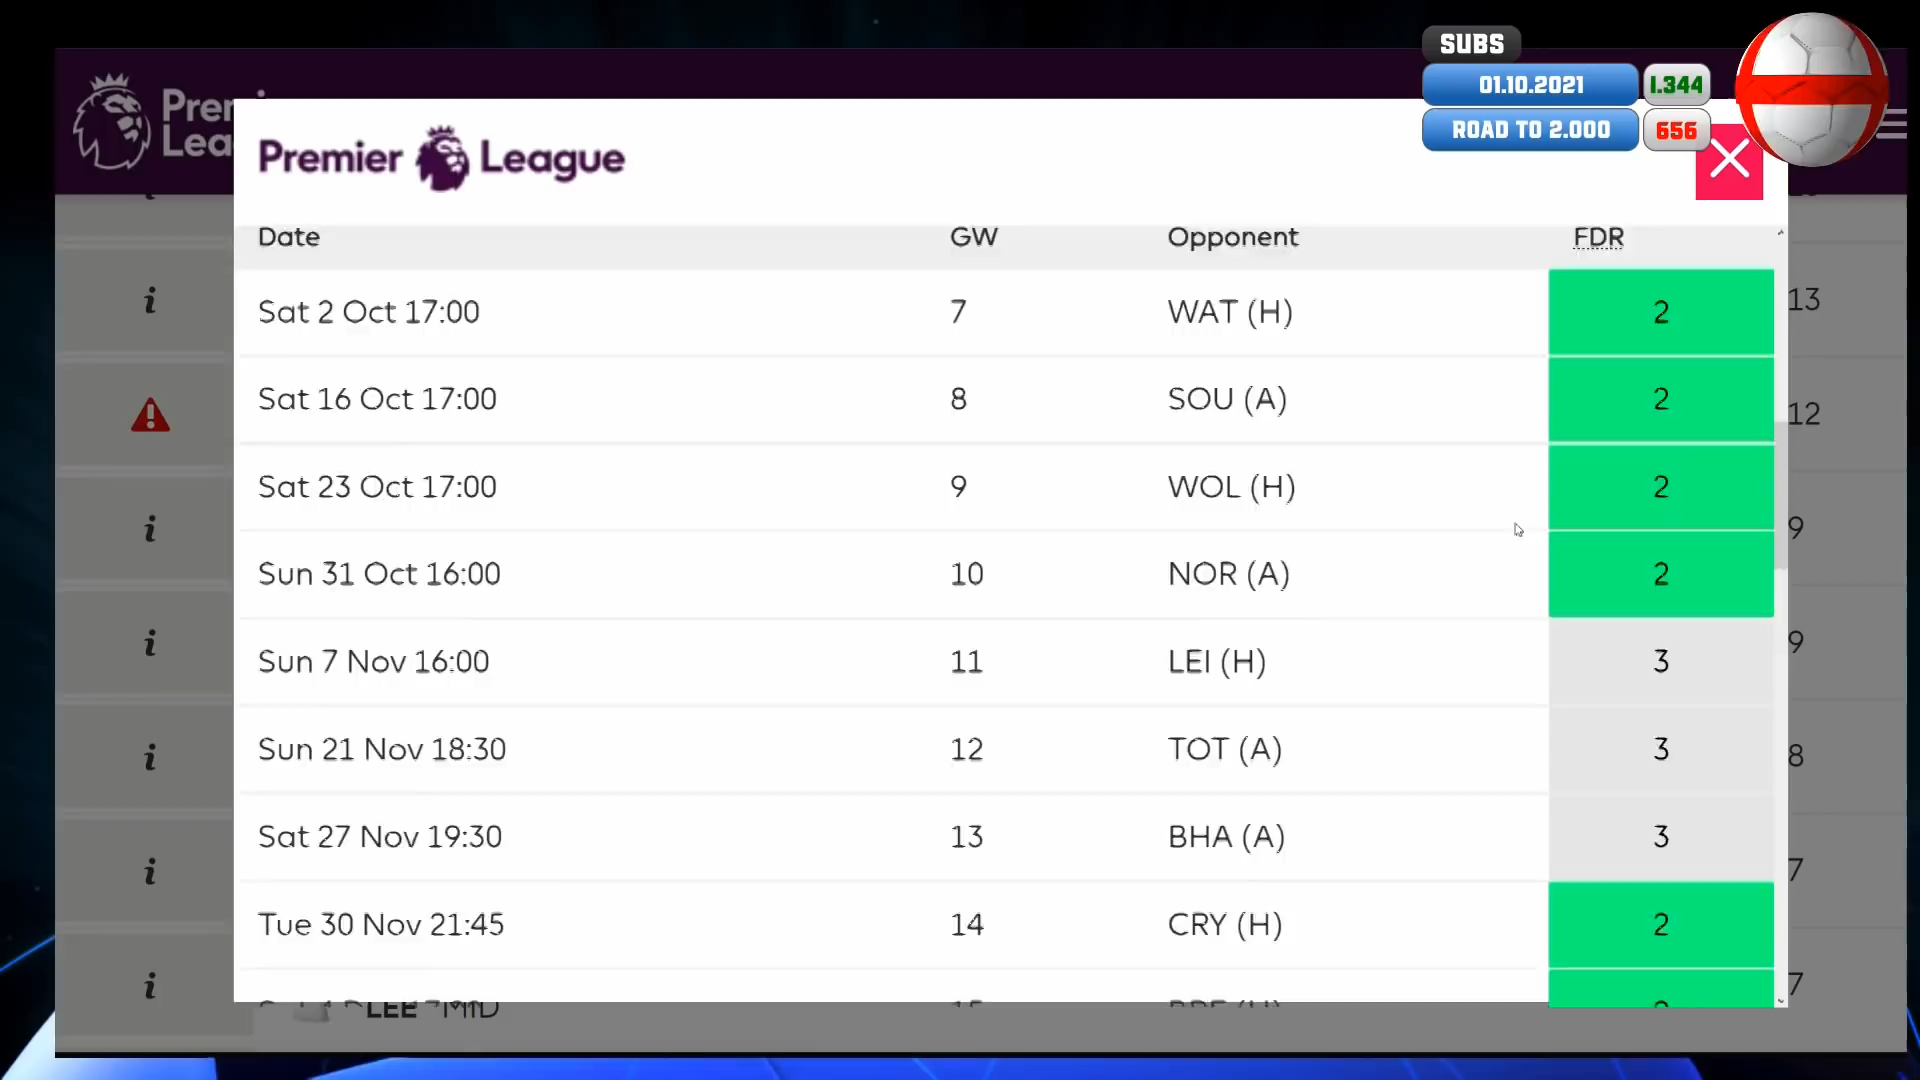 SUBS
01.10.2021 1.344
ROAD TO 2.000 656
Premier League
Date GW Opponent FDR
Sat 2 Oct 17:00 7 WAT (H) 2
13
Sat 16 Oct 17:00 8 SOU (A) 2
12
Sat 23 Oct 17:00 9 WOL (H) 2
9
Sun 31 Oct 16:00 10 NOR (A) 2
Sun 7 Nov 16:00 11 LEI (H) 3
9
Sun 21 Nov 18:30 12 TOT (A) 3
8
Sat 27 Nov 19:30 13 BHA (A) 3
7
Tue 30 Nov 21:45 14 CRY (H) 2
7
LEE MID